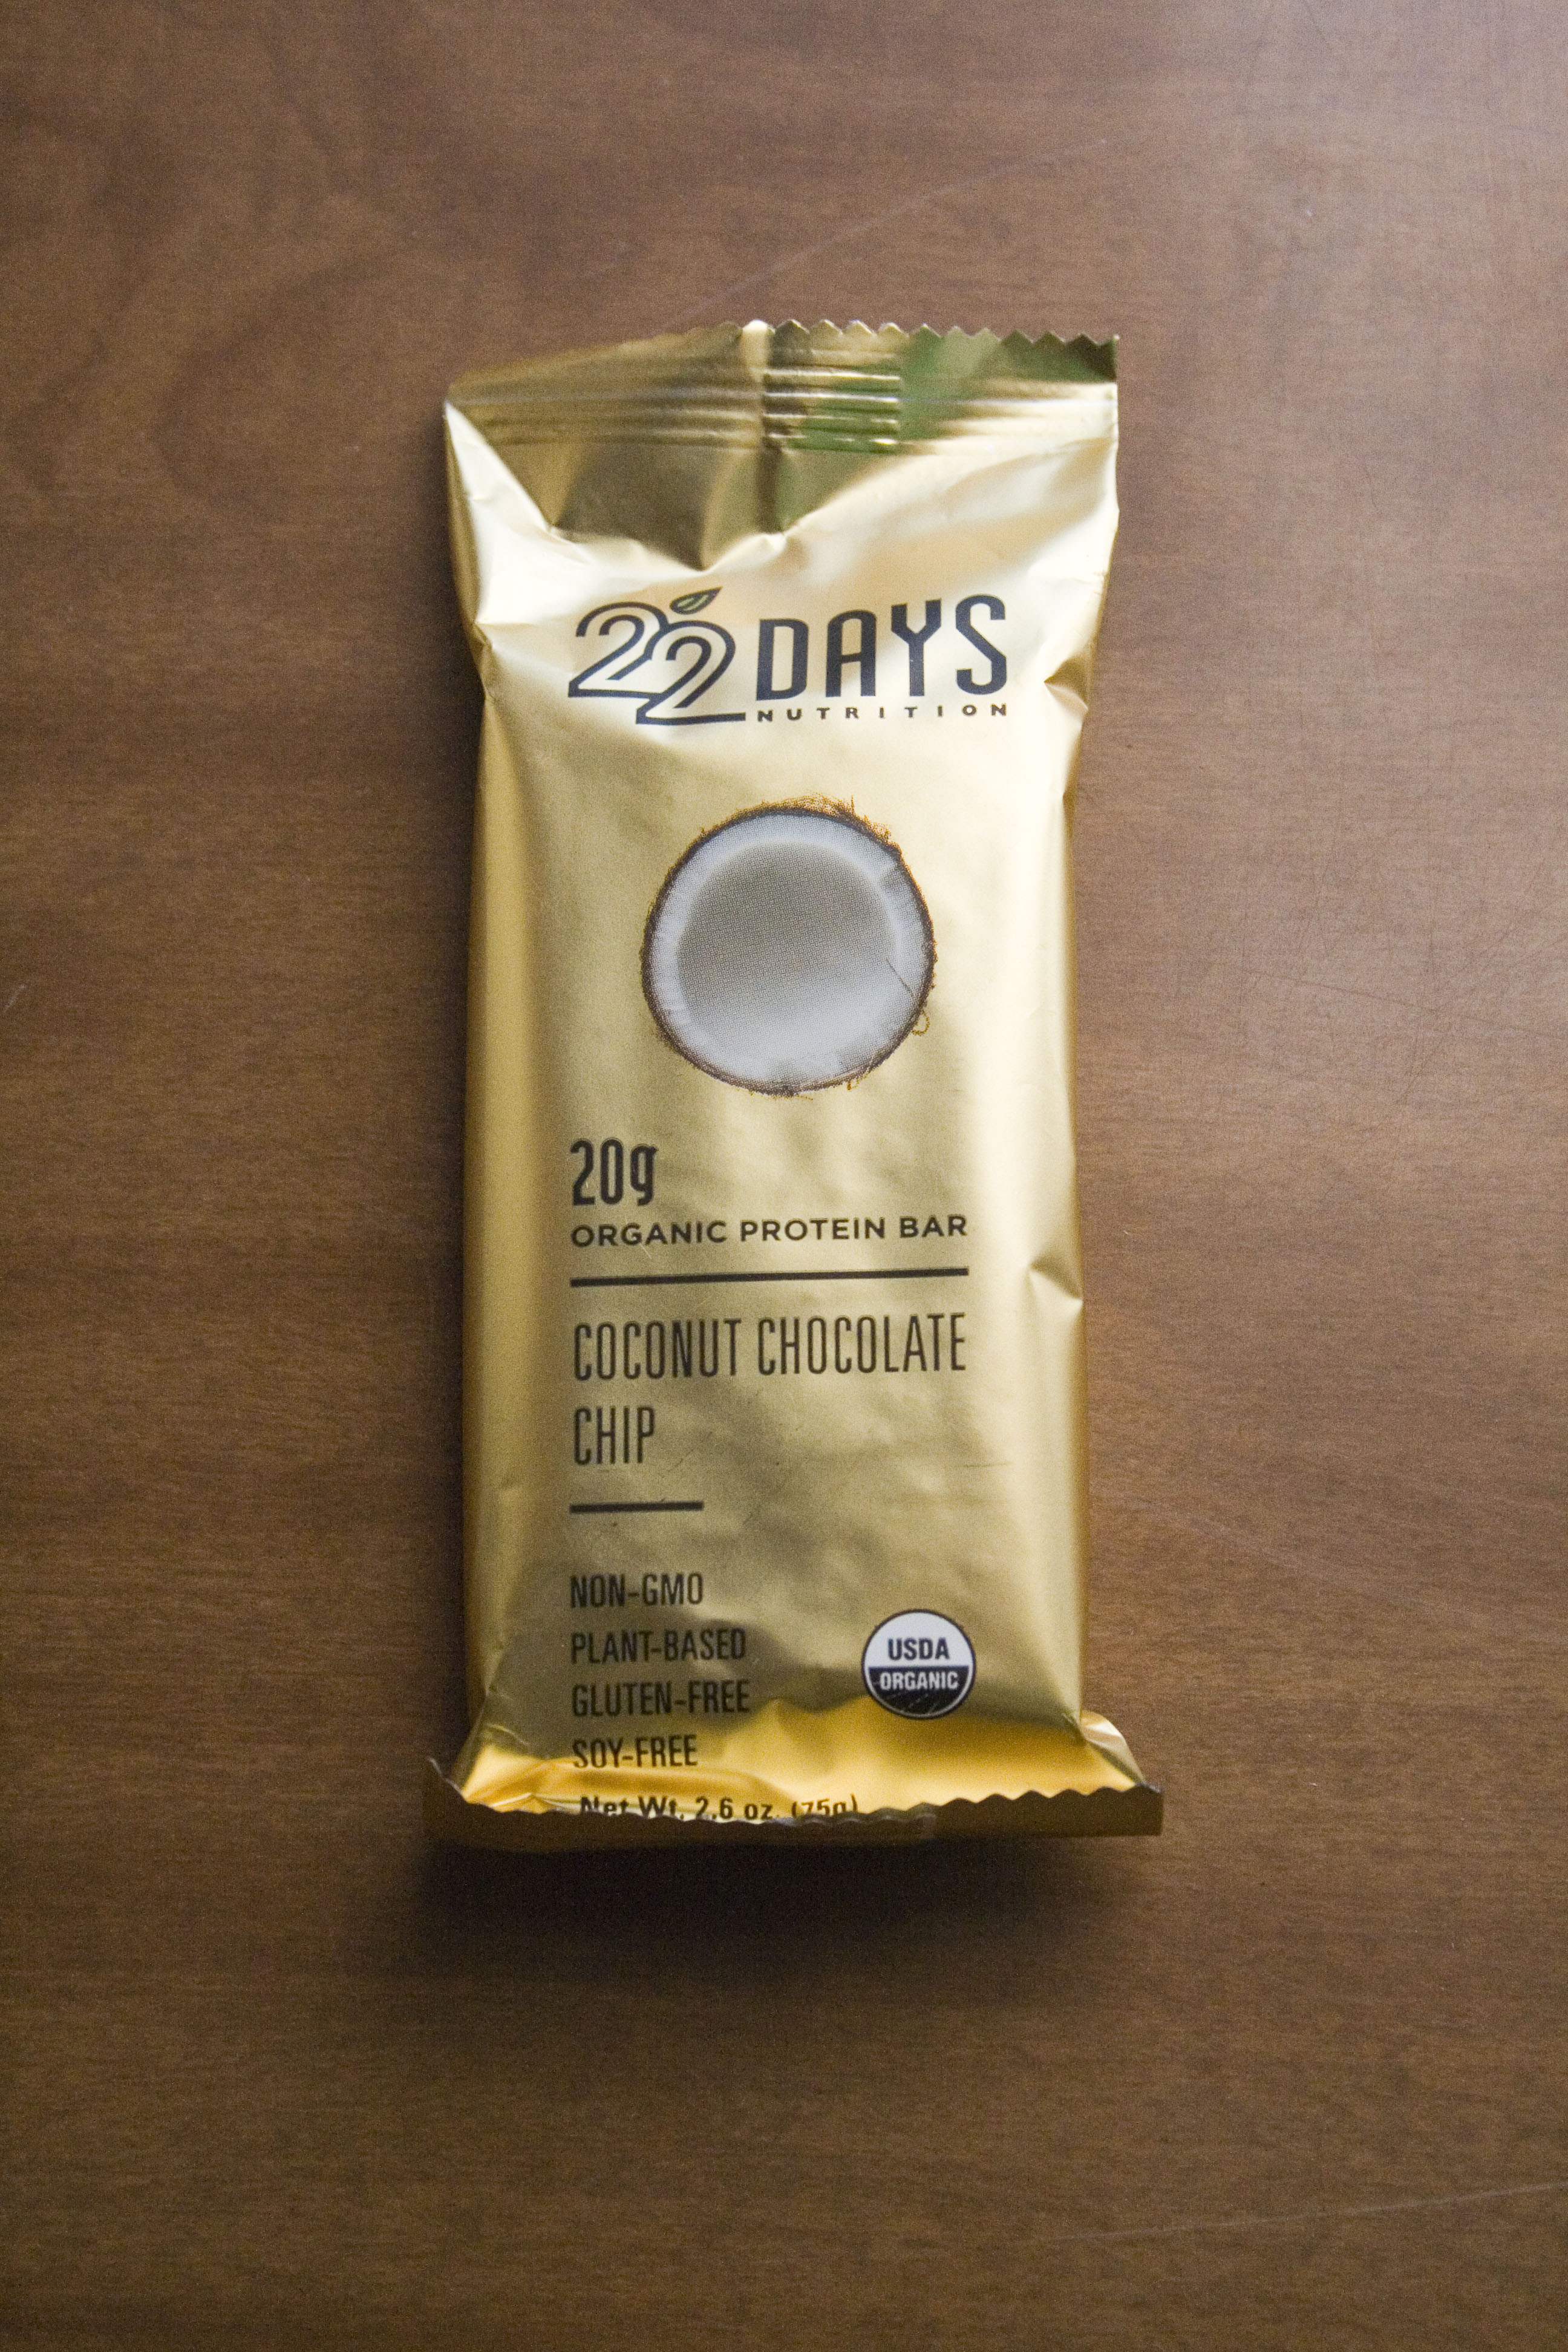 22 DAYS
NUTRITION
20g
ORGANIC PROTEIN BAR
COCONUT CHOCOLATE
CHIP
NON-GMO
PLANT-BASED
GLUTEN-FREE
SOY-FREE
USDA
ORGANIC
Net Wt. 2.6 oz. (75g)